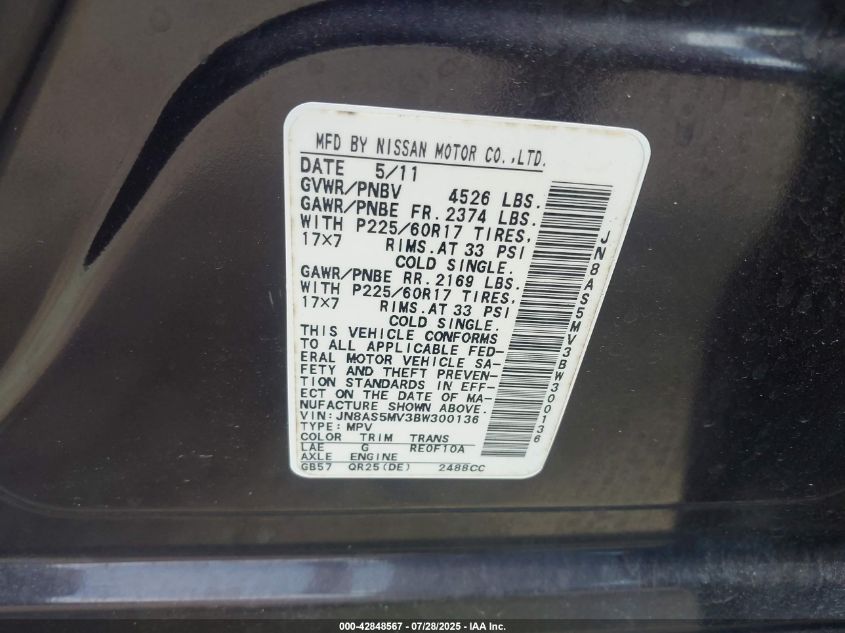 MFD BY NISSAN MOTOR CO.,LTD.
DATE 5/11
GVWR/PNBV 4526 LBS.
GAWR/PNBE FR. 2374 LBS.
WITH P225/60R17 TIRES,
17×7 RIMS.AT 33 PSI
COLD SINGLE.
GAWR/PNBE RR. 2169 LBS.
WITH P225/60R17 TIRES,
17×7 RIMS.AT 33 PSI
COLD SINGLE.
THIS VEHICLE CONFORMS
TO ALL APPLICABLE FED-
ERAL MOTOR VEHICLE SA-
FETY AND THEFT PREVEN-
TION STANDARDS IN EFF-
ECT ON THE DATE OF MA-
NUFACTURE SHOWN ABOVE.
VIN: JN8AS5MV3BW300136
TYPE: MPV
COLOR TRIM TRANS
LAE G RE0F10A
AXLE ENGINE
GB57 QR25(DE) 2488CC
JN8AS5MV3BW300136
000-42848567 - 07/28/2025 - IAA Inc.